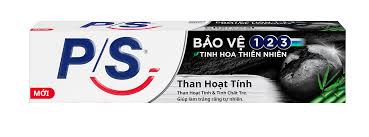 P/S
BẢO VỆ 123
TINH HOA THIÊN NHIÊN
Than Hoạt Tính
Than Hoạt Tính & Tinh Chất Tre
Giúp làm trắng răng tự nhiên.
MỚI